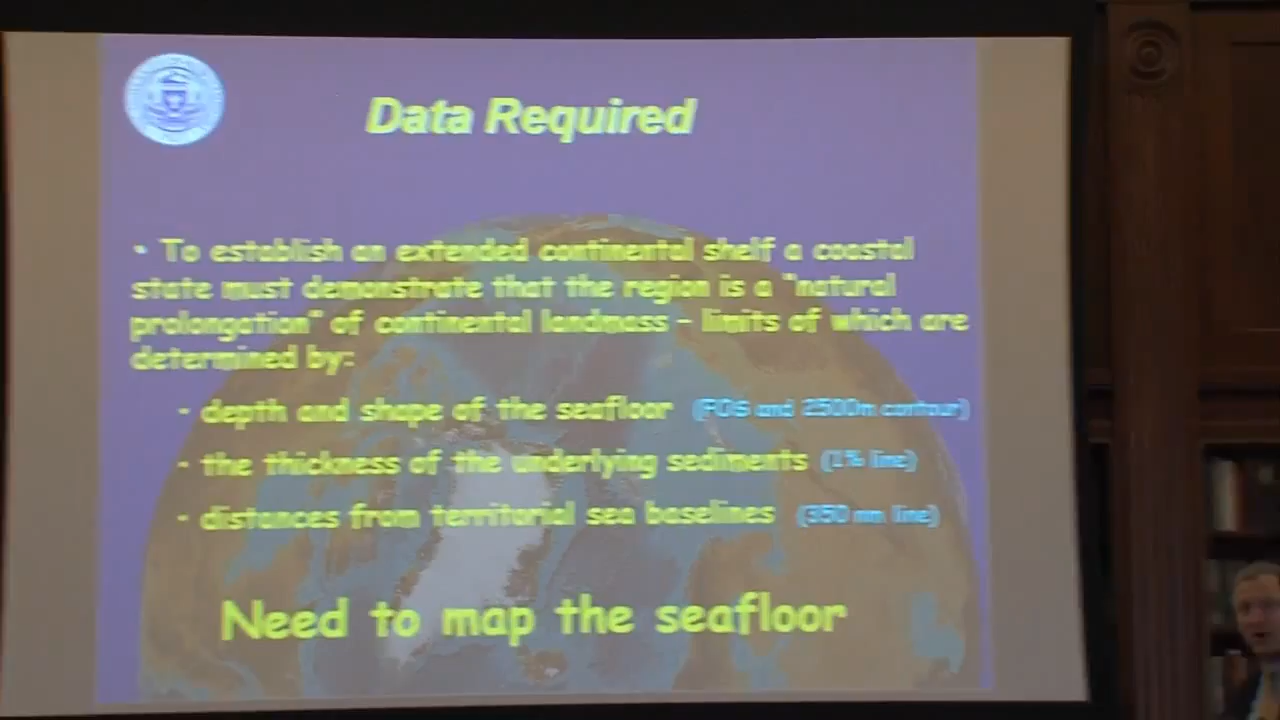 Data Required
• To establish an extended continental shelf a coastal
state must demonstrate that the region is a "natural
prolongation" of continental landmass - limits of which are
determined by:
- depth and shape of the seafloor (FOS and 2500m contour)
- the thickness of the underlying sediments (1% line)
- distances from territorial sea baselines (350 nm line)
Need to map the seafloor